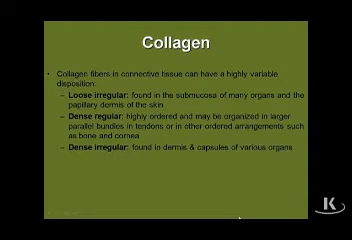 Collagen
• Collagen fibers in connective tissue can have a highly variable
disposition:
– Loose irregular: found in the submucosa of many organs and the
papillary dermis of the skin
– Dense regular: highly ordered and may be organized in larger
parallel bundles in tendons or in other ordered arrangements such
as bone and cornea
– Dense irregular: found in dermis & capsules of various organs
K